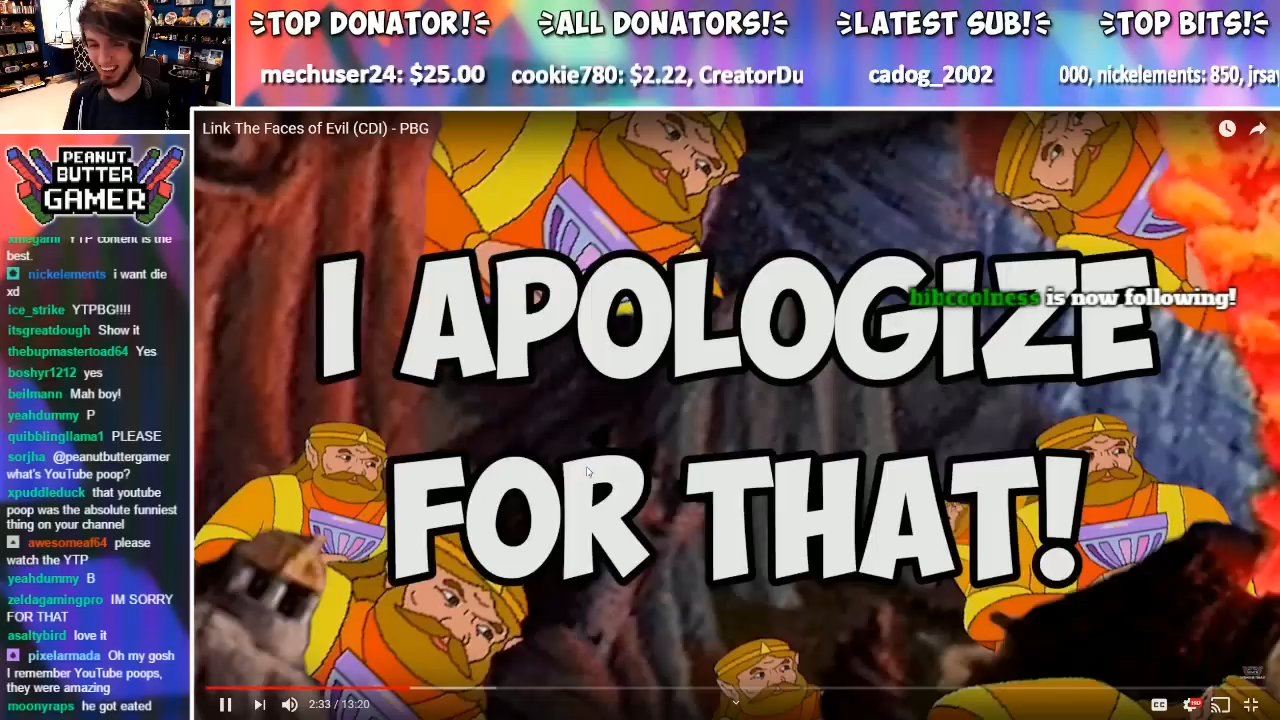 TOP DONATOR!
ALL DONATORS!
LATEST SUB!
TOP BITS!
mechuser24: $25.00
cookie780: $2.22, CreatorDu
cadog_2002
000, nickelements: 850, jrsa
Link The Faces of Evil (CDI) - PBG
PEANUT
BUTTER
GAMER
I APOLOGIZE
FOR THAT!
bibcoolness is now following!
xmegami YTP content is the
best.
nickelements i want die
xd
ice_strike YTPBG!!!!
itsgreatdough Show it
thebupmastertoad64 Yes
boshyr1212 yes
beilmann Mah boy!
yeahdummy P
quibblingllama1 PLEASE
sorjha @peanutbuttergamer
what's YouTube poop?
xpuddleduck that youtube
poop was the absolute funniest
thing on your channel
awesomeaf64 please
watch the YTP
yeahdummy B
zeldagamingpro IM SORRY
FOR THAT
asaltybird love it
pixelarmada Oh my gosh
I remember YouTube poops,
they were amazing
moonyraps he got eated
2:33 / 13:20
CC
HD